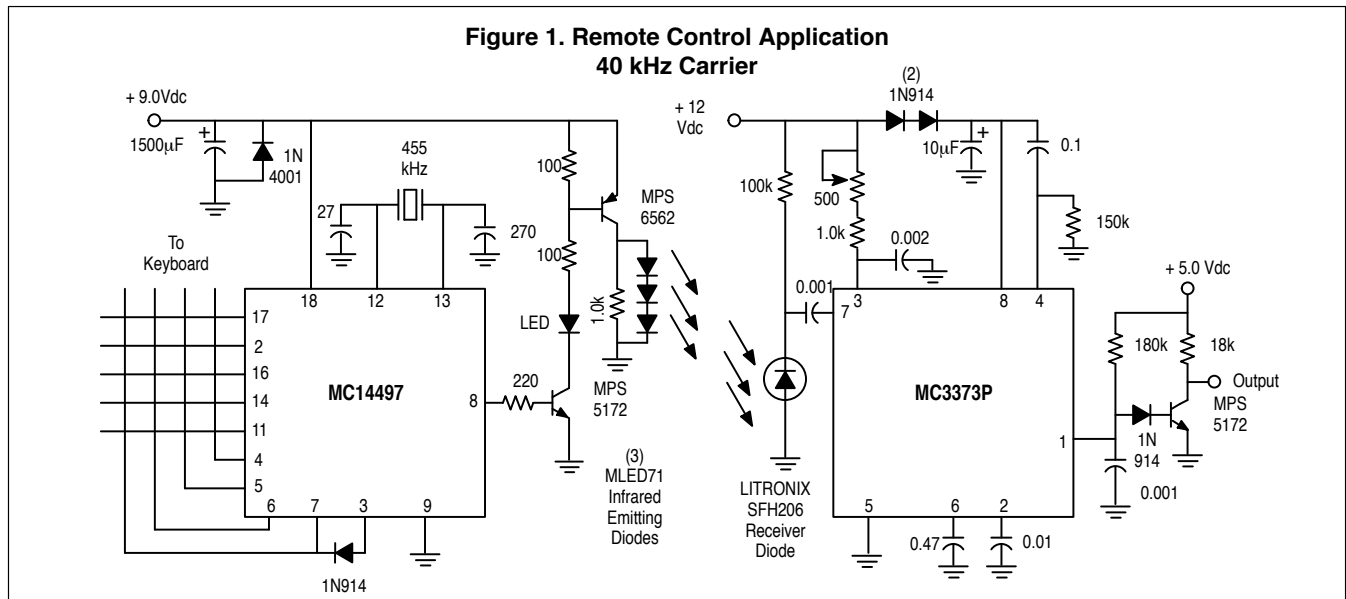 Figure 1. Remote Control Application
40 kHz Carrier
+ 9.0Vdc
1500μF
+
1N
4001
455
kHz
27
270
To
Keyboard
18
12
13
17
2
16
14
11
4
5
6
7
3
9
MC14497
8
1N914
100
100
LED
220
MPS
6562
1.0k
MPS
5172
(3)
MLED71
Infrared
Emitting
Diodes
+ 12
Vdc
(2)
1N914
10μF
+
0.1
100k
500
1.0k
0.002
150k
0.001
3
7
8
4
MC3373P
LITRONIX
SFH206
Receiver
Diode
5
6
2
0.47
0.01
1
+ 5.0 Vdc
180k
18k
Output
MPS
5172
1N
914
0.001